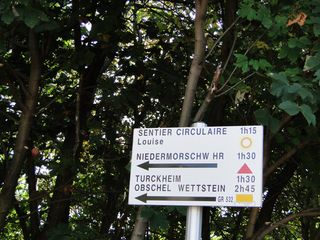 SENTIER CIRCULAIRE 1h15
Louise
NIEDERMORSCHW HR 1h30
TURCKHEIM 1h30
OBSCHEL WETTSTEIN 2h45
GR 532